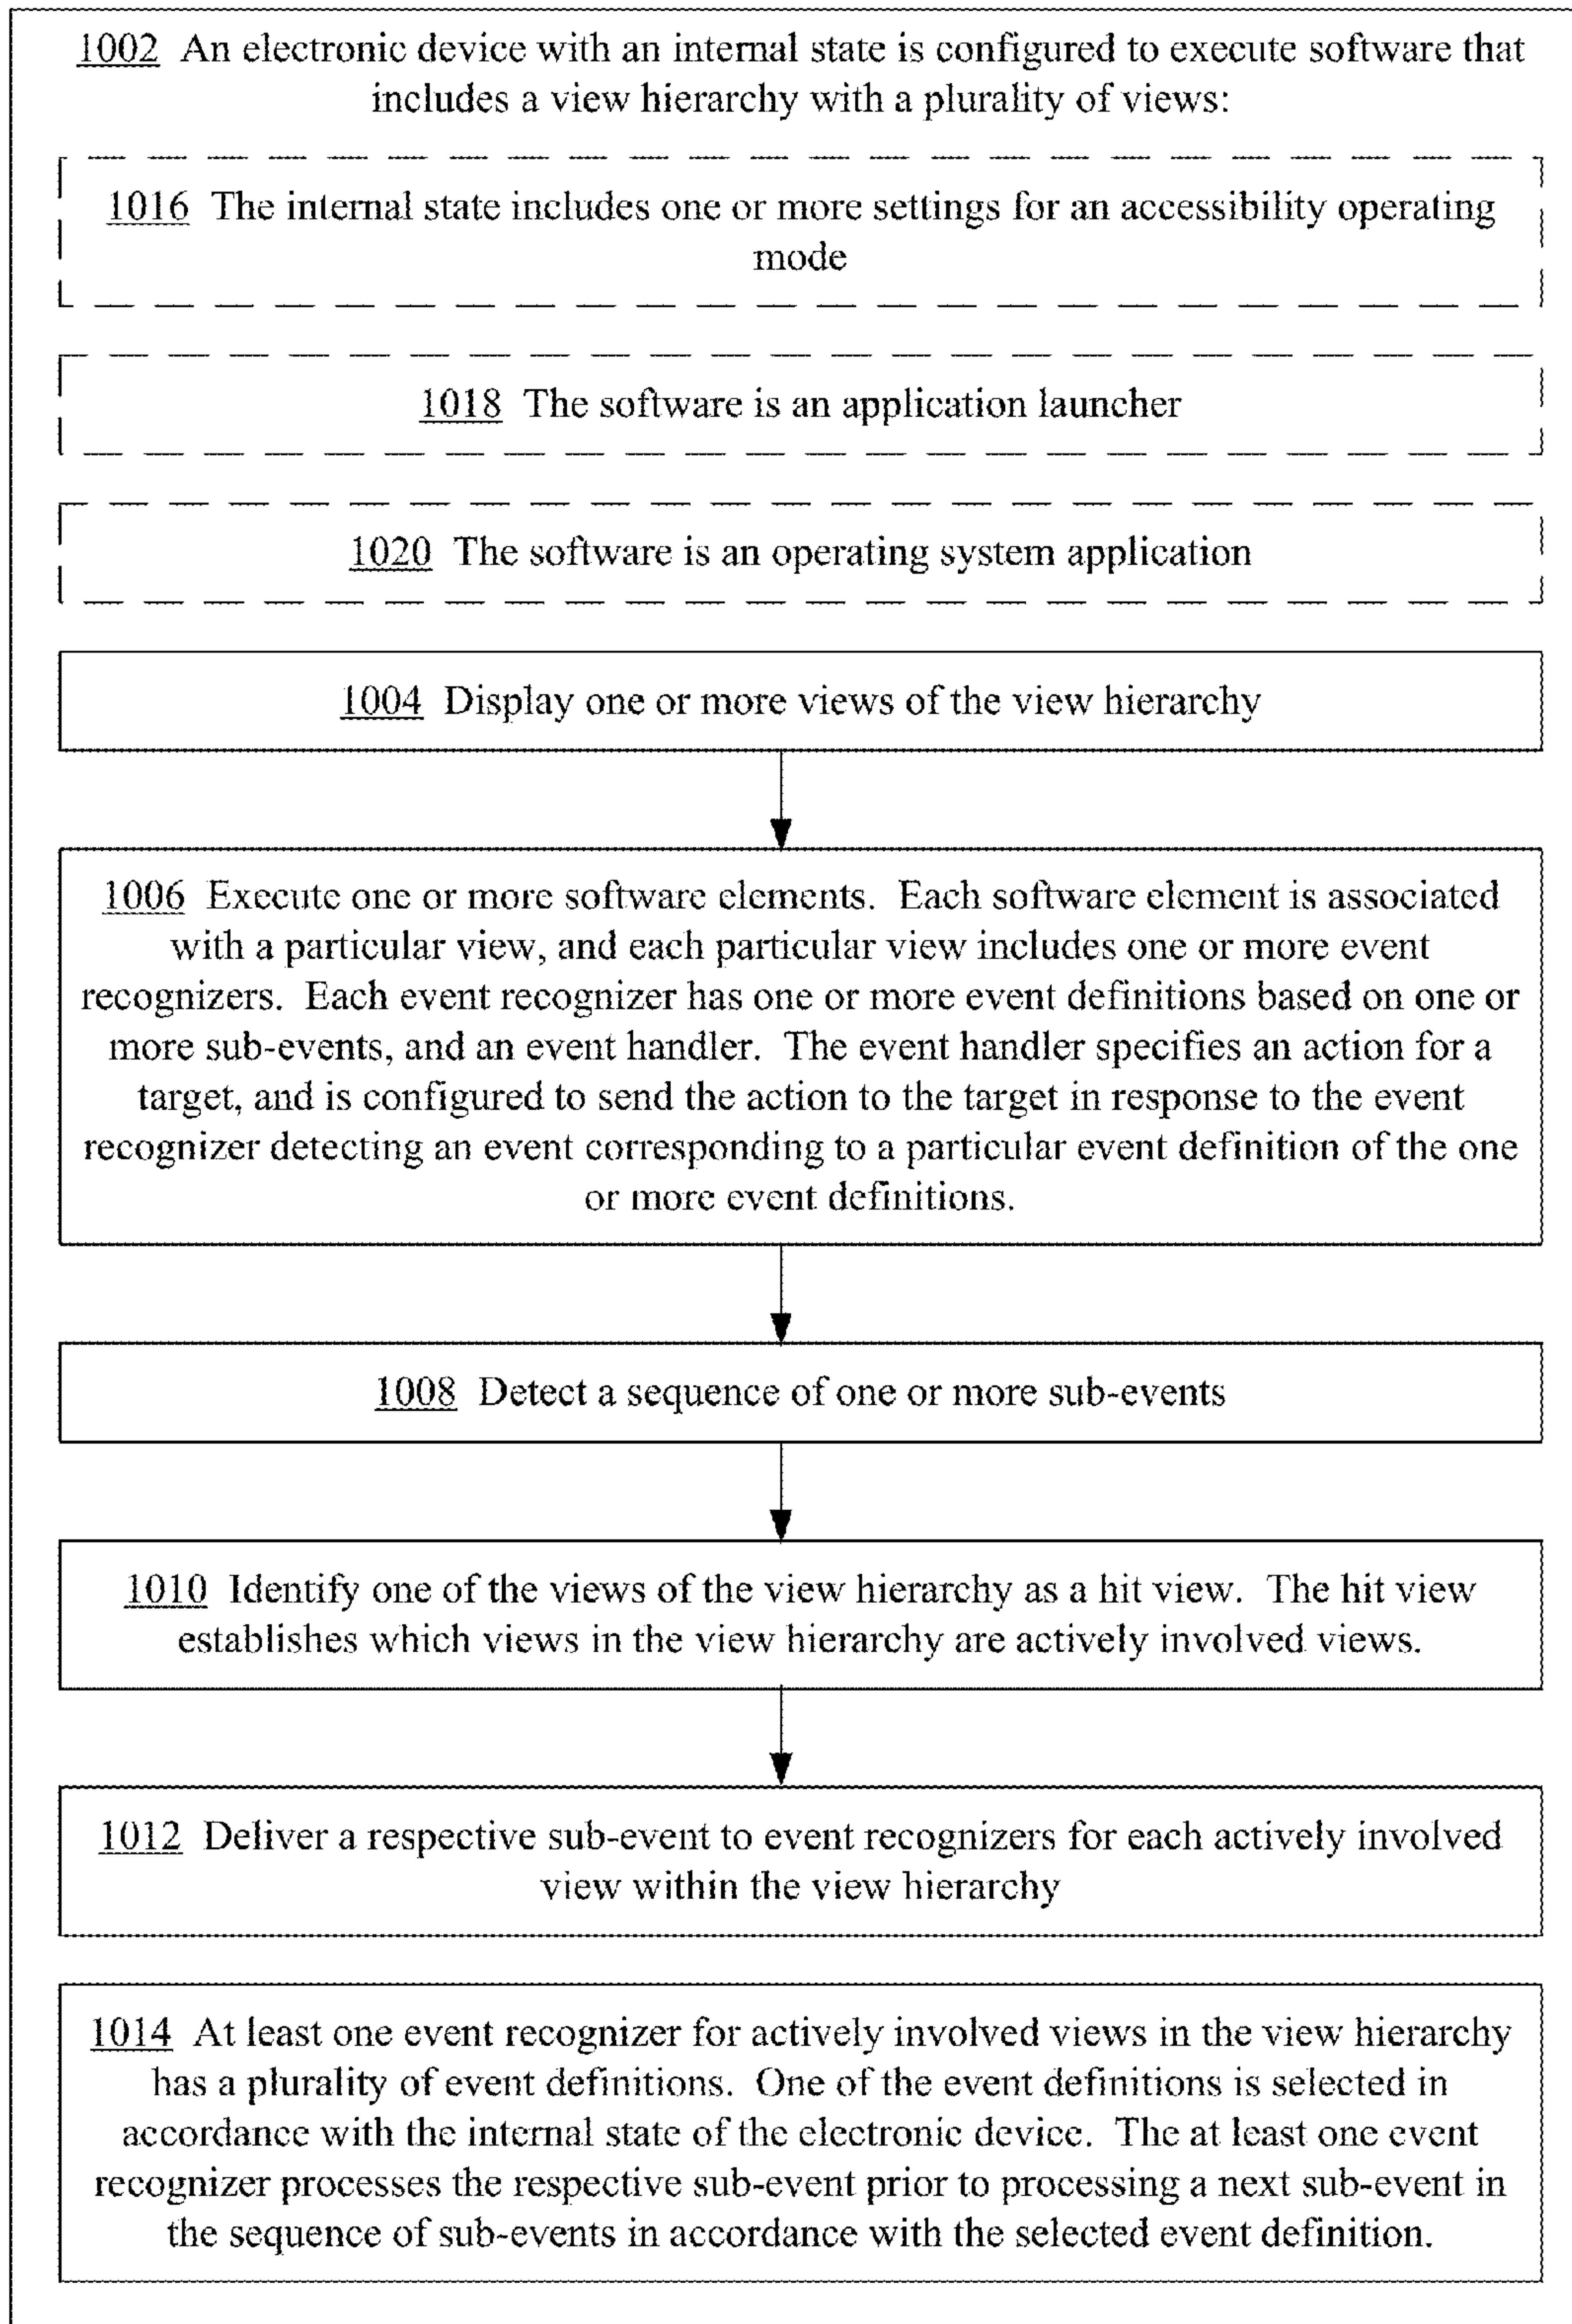 1002 An electronic device with an internal state is configured to execute software that
includes a view hierarchy with a plurality of views:
1016 The internal state includes one or more settings for an accessibility operating
mode
1018 The software is an application launcher
1020 The software is an operating system application
1004 Display one or more views of the view hierarchy
1006 Execute one or more software elements. Each software element is associated
with a particular view, and each particular view includes one or more event
recognizers. Each event recognizer has one or more event definitions based on one or
more sub-events, and an event handler. The event handler specifies an action for a
target, and is configured to send the action to the target in response to the event
recognizer detecting an event corresponding to a particular event definition of the one
or more event definitions.
1008 Detect a sequence of one or more sub-events
1010 Identify one of the views of the view hierarchy as a hit view. The hit view
establishes which views in the view hierarchy are actively involved views.
1012 Deliver a respective sub-event to event recognizers for each actively involved
view within the view hierarchy
1014 At least one event recognizer for actively involved views in the view hierarchy
has a plurality of event definitions. One of the event definitions is selected in
accordance with the internal state of the electronic device. The at least one event
recognizer processes the respective sub-event prior to processing a next sub-event in
the sequence of sub-events in accordance with the selected event definition.